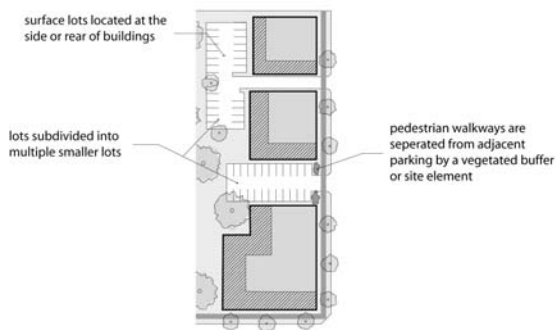 surface lots located at the
side or rear of buildings
lots subdivided into
multiple smaller lots
pedestrian walkways are
seperated from adjacent
parking by a vegetated buffer
or site element